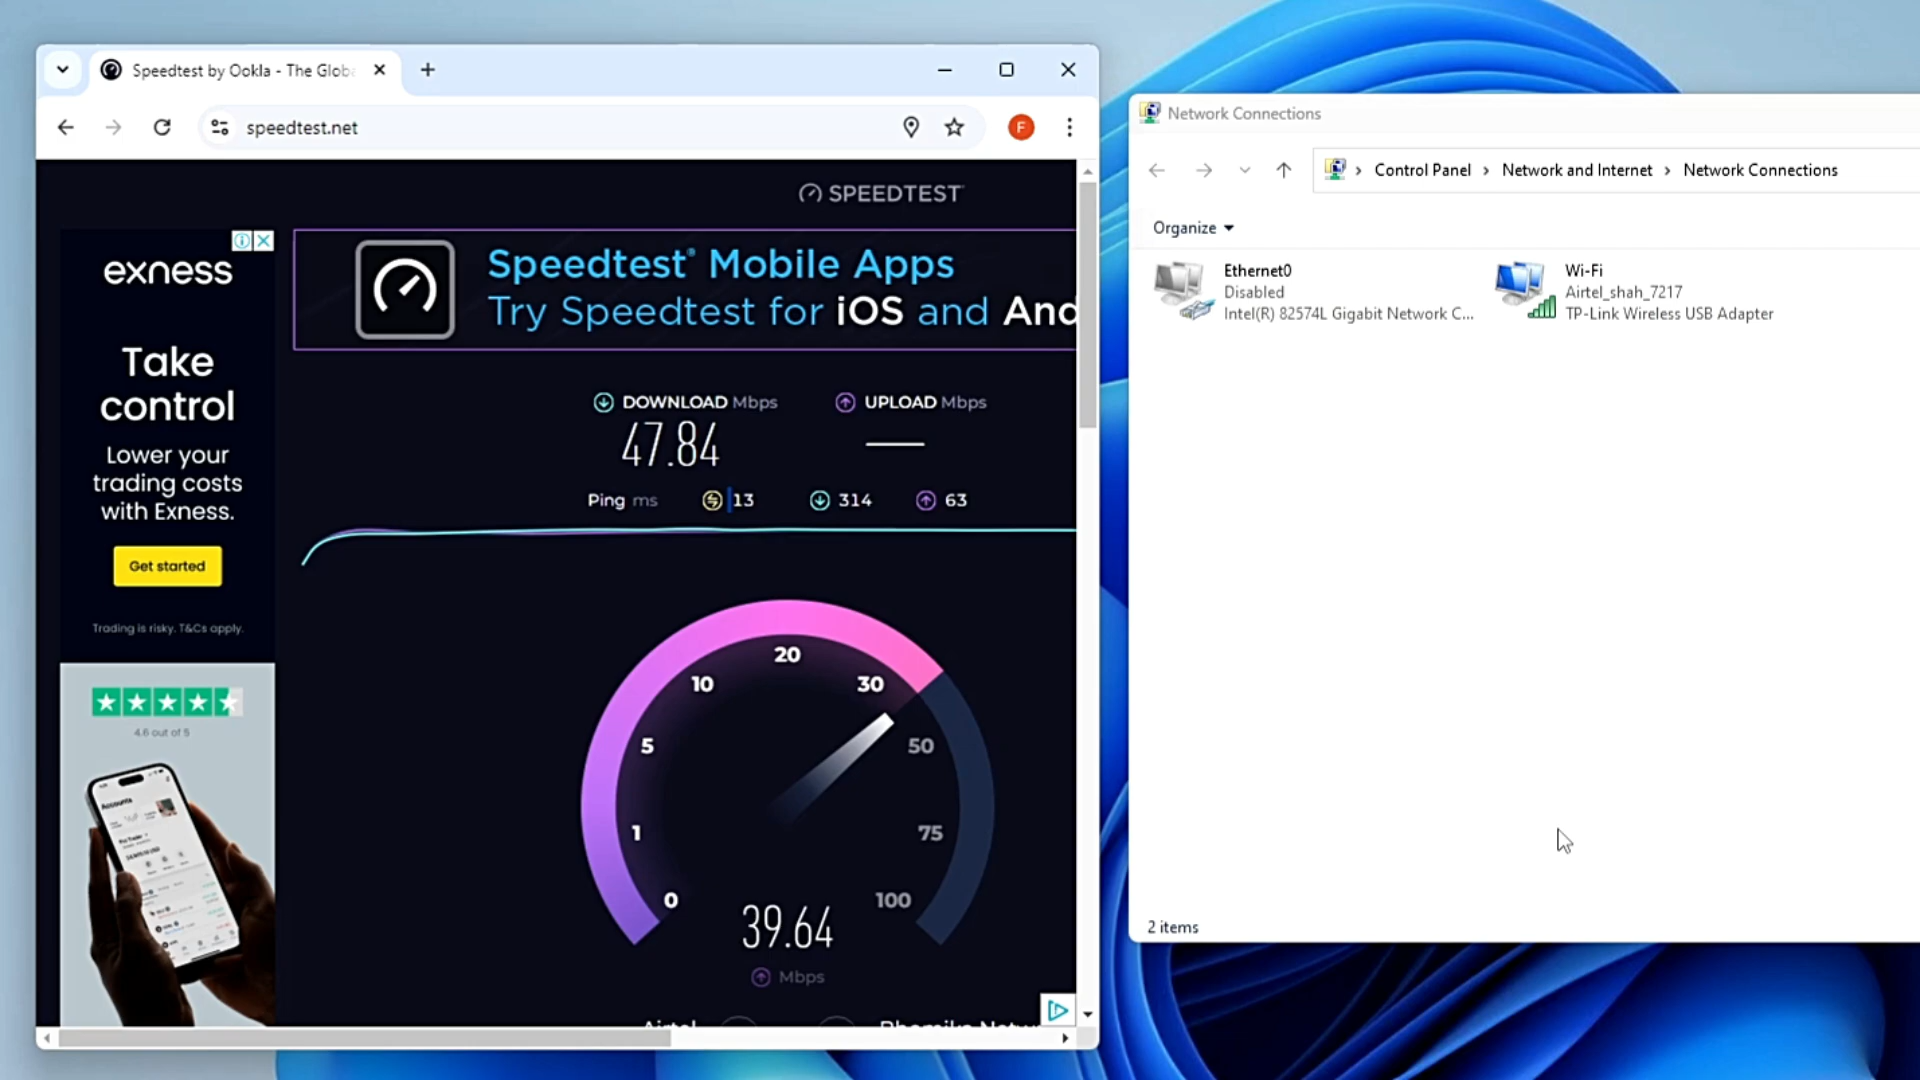 Speedtest by Ookla - The Globa
speedtest.net
F
SPEEDTEST
exness
Take
control
Lower your
trading costs
with Exness.
Get started
Trading is risky. T&Cs apply.
4.6 out of 5
Accounts
Speedtest® Mobile Apps
Try Speedtest for iOS and And
DOWNLOAD Mbps
UPLOAD Mbps
47.84
Ping ms 13 314 63
0
1
5
10
20
30
50
75
100
39.64
Mbps
Airtel
Network Connections
Control Panel > Network and Internet > Network Connections
Organize
Ethernet0
Disabled
Intel(R) 82574L Gigabit Network C...
Wi-Fi
Airtel_shah_7217
TP-Link Wireless USB Adapter
2 items